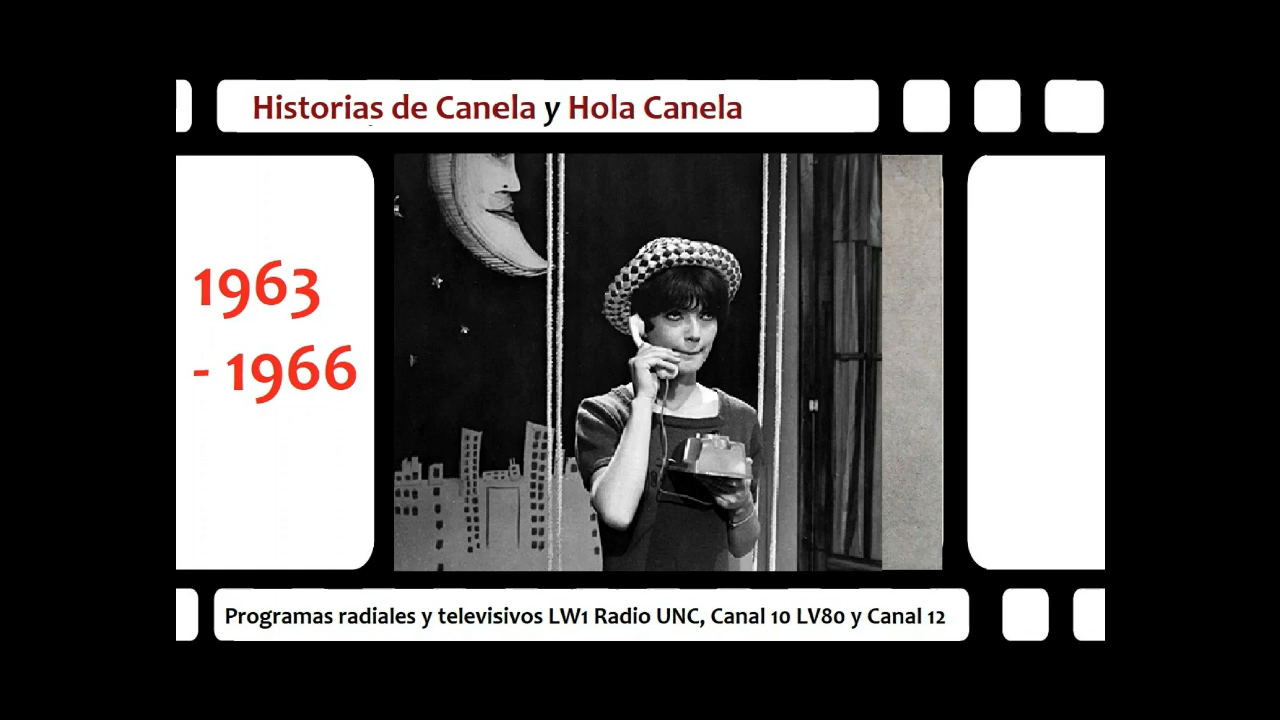 Historias de Canela y Hola Canela
1963
- 1966
Programas radiales y televisivos LW1 Radio UNC, Canal 10 LV80 y Canal 12